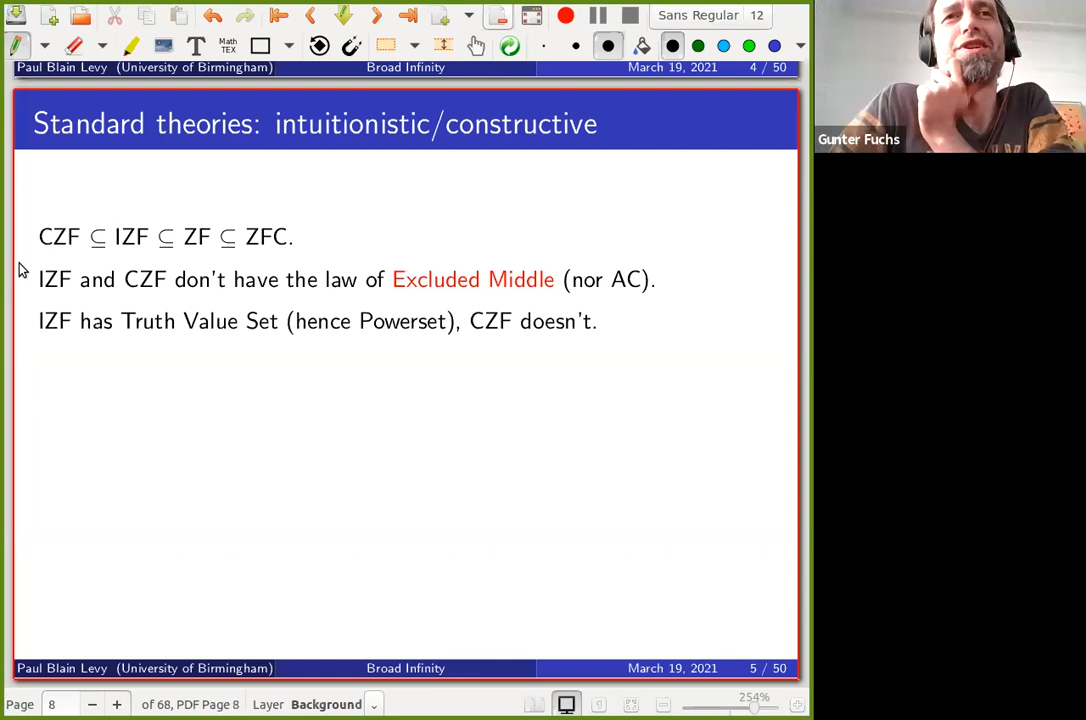 Sans Regular 12
Math
TEX
Paul Blain Levy (University of Birmingham) Broad Infinity March 19, 2021 4 / 50
Standard theories: intuitionistic/constructive
CZF ⊆ IZF ⊆ ZF ⊆ ZFC.
IZF and CZF don't have the law of Excluded Middle (nor AC).
IZF has Truth Value Set (hence Powerset), CZF doesn't.
Paul Blain Levy (University of Birmingham) Broad Infinity March 19, 2021 5 / 50
Page 8 of 68, PDF Page 8 Layer Background 254%
Gunter Fuchs